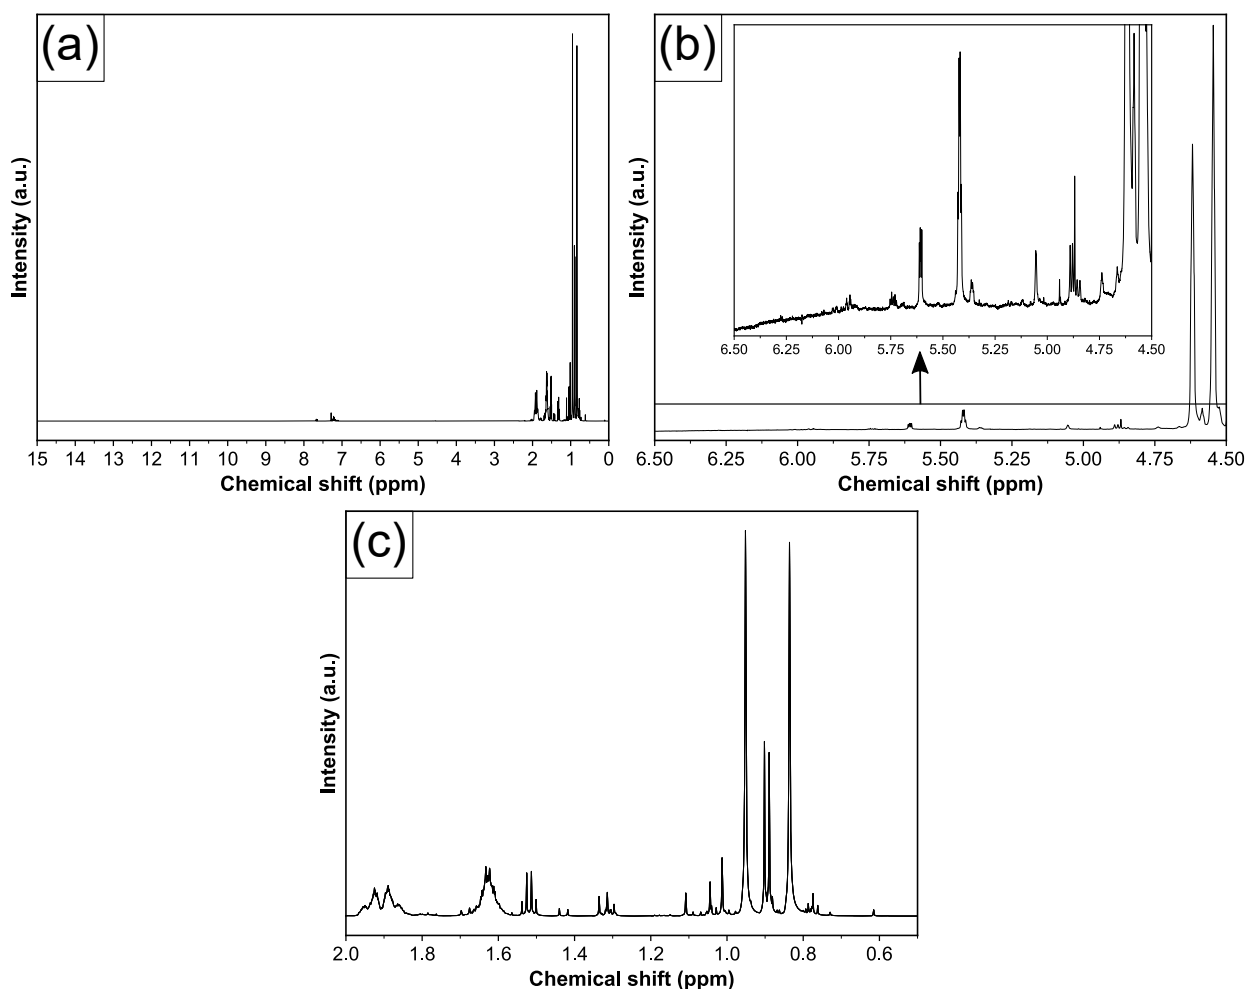 (a)
Intensity (a.u.)
15 14 13 12 11 10 9 8 7 6 5 4 3 2 1 0
Chemical shift (ppm)
(b)
Intensity (a.u.)
6.50 6.25 6.00 5.75 5.50 5.25 5.00 4.75 4.50
6.50 6.25 6.00 5.75 5.50 5.25 5.00 4.75 4.50
Chemical shift (ppm)
(c)
Intensity (a.u.)
2.0 1.8 1.6 1.4 1.2 1.0 0.8 0.6
Chemical shift (ppm)